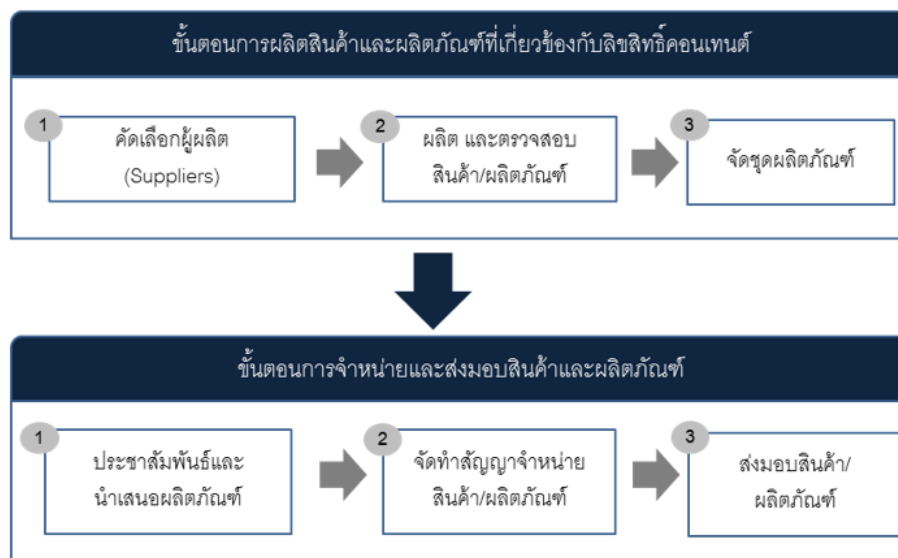 ขั้นตอนการผลิตสินค้าและผลิตภัณฑ์ที่เกี่ยวข้องกับลิขสิทธิ์คอนเทนต์
1
คัดเลือกผู้ผลิต
(Suppliers)
2
ผลิต และตรวจสอบ
สินค้า/ผลิตภัณฑ์
3
จัดชุดผลิตภัณฑ์
ขั้นตอนการจำหน่ายและส่งมอบสินค้าและผลิตภัณฑ์
1
ประชาสัมพันธ์และ
นำเสนอผลิตภัณฑ์
2
จัดทำสัญญาจำหน่าย
สินค้า/ผลิตภัณฑ์
3
ส่งมอบสินค้า/
ผลิตภัณฑ์